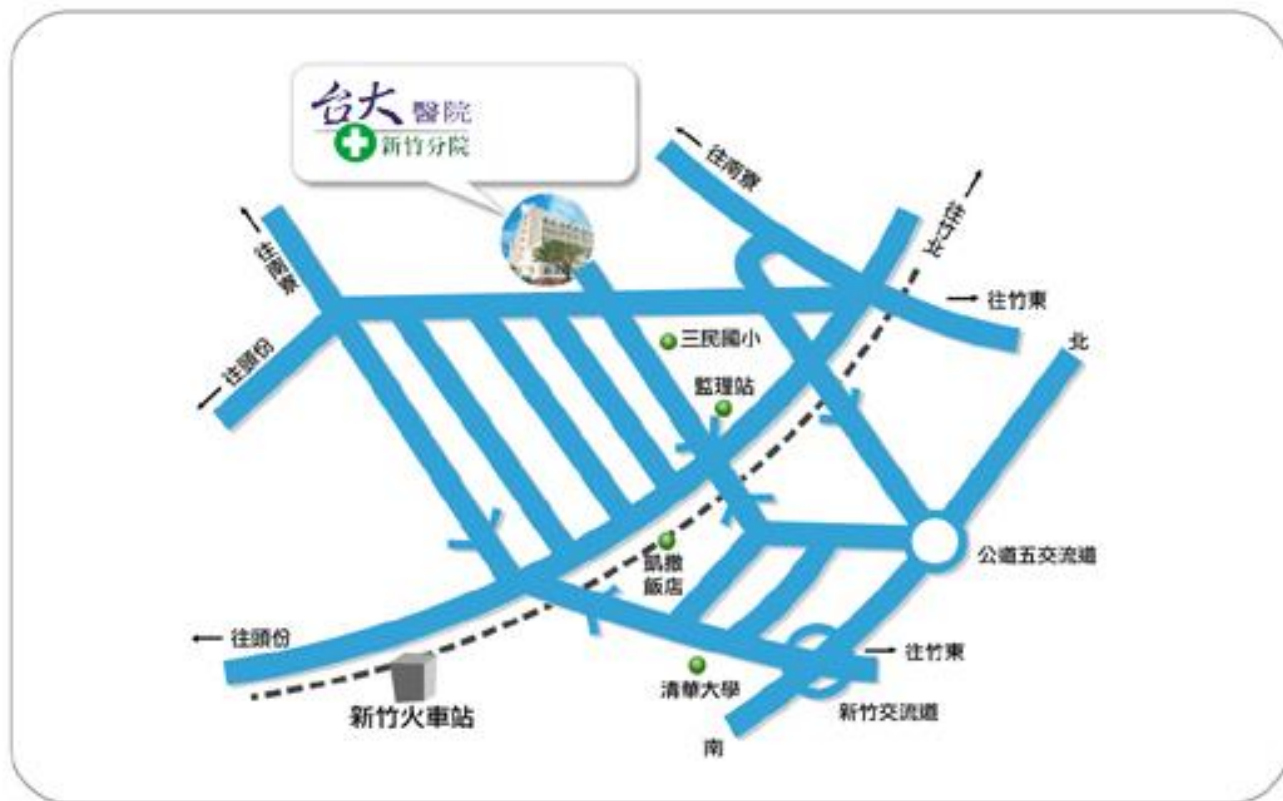 台大醫院
新竹分院
往南寮
往竹北
往南寮
往竹東
三民國小
北
往頭份
監理站
公道五交流道
凱撒
飯店
往頭份
往竹東
清華大學
新竹交流道
新竹火車站
南